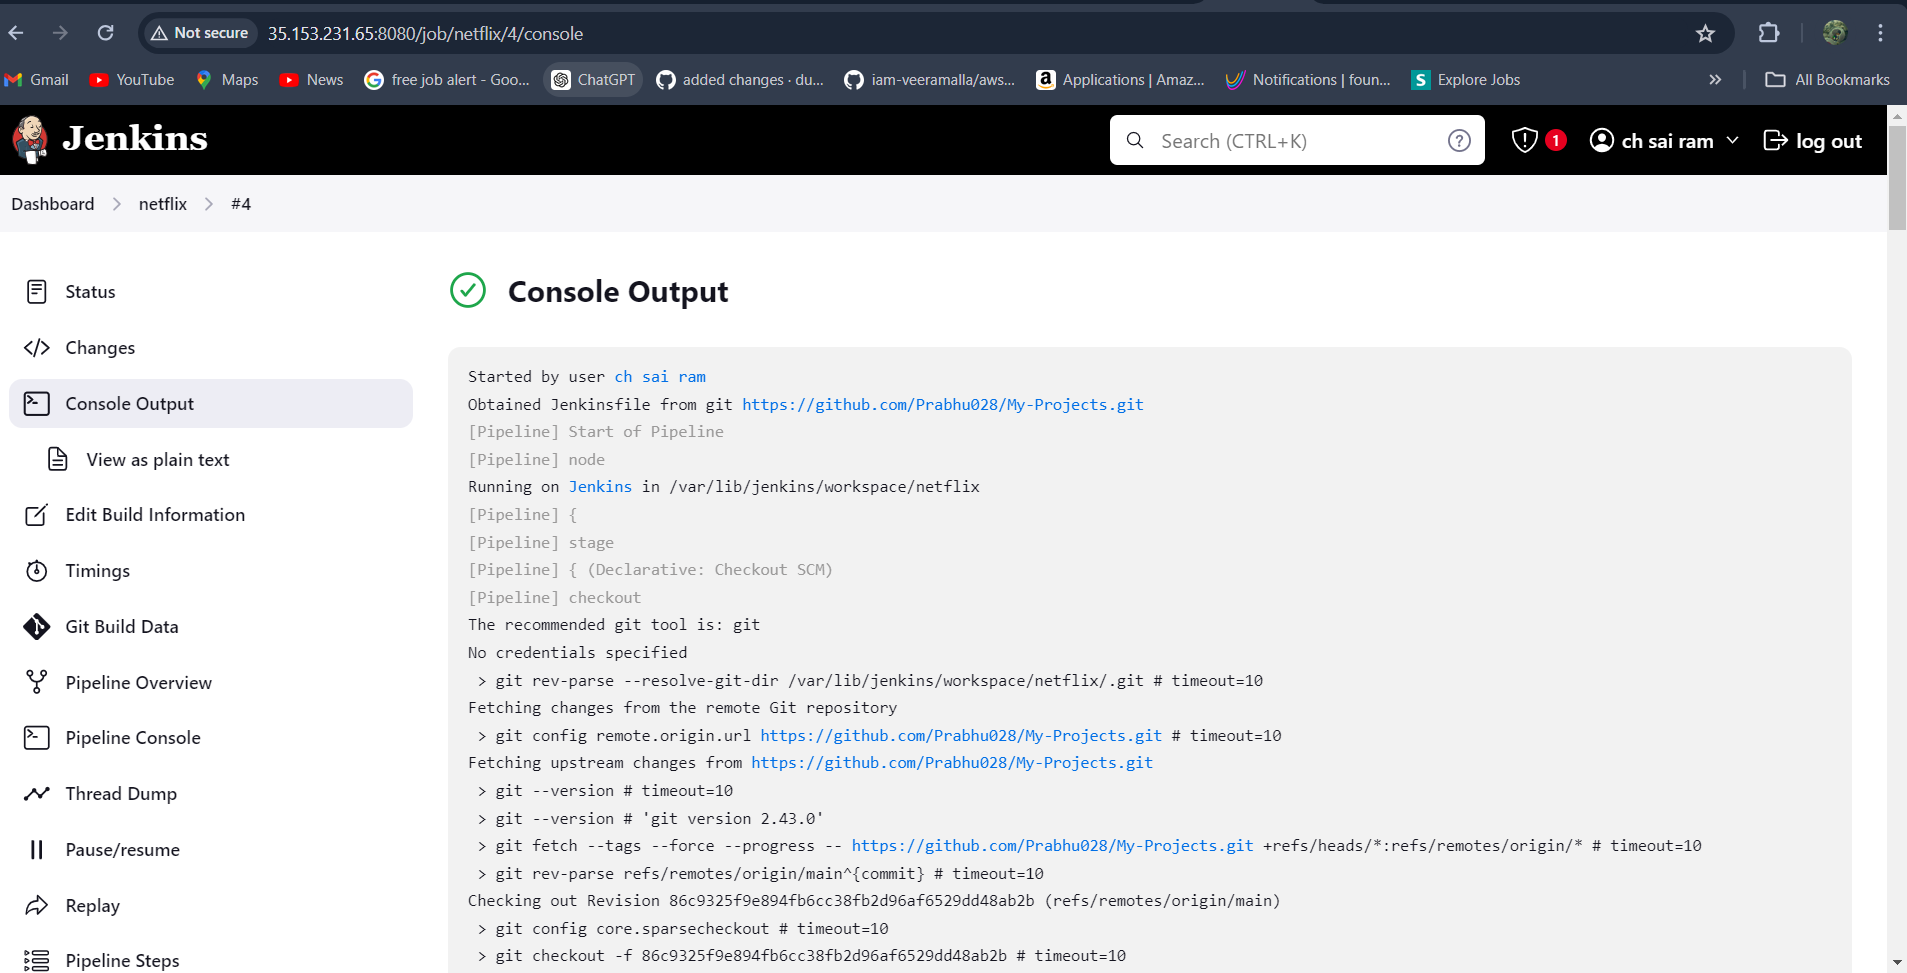 Not secure 35.153.231.65:8080/job/netflix/4/console
Gmail YouTube Maps News free job alert - Goo... ChatGPT added changes · du... iam-veeramalla/aws... Applications | Amaz... Notifications | foun... S Explore Jobs » All Bookmarks
Jenkins Search (CTRL+K) ? 1 ch sai ram log out
Dashboard > netflix > #4
Status
Changes
Console Output
View as plain text
Edit Build Information
Timings
Git Build Data
Pipeline Overview
Pipeline Console
Thread Dump
Pause/resume
Replay
Pipeline Steps
Console Output
Started by user ch sai ram
Obtained Jenkinsfile from git https://github.com/Prabhu028/My-Projects.git
[Pipeline] Start of Pipeline
[Pipeline] node
Running on Jenkins in /var/lib/jenkins/workspace/netflix
[Pipeline] {
[Pipeline] stage
[Pipeline] { (Declarative: Checkout SCM)
[Pipeline] checkout
The recommended git tool is: git
No credentials specified
> git rev-parse --resolve-git-dir /var/lib/jenkins/workspace/netflix/.git # timeout=10
Fetching changes from the remote Git repository
> git config remote.origin.url https://github.com/Prabhu028/My-Projects.git # timeout=10
Fetching upstream changes from https://github.com/Prabhu028/My-Projects.git
> git --version # timeout=10
> git --version # 'git version 2.43.0'
> git fetch --tags --force --progress -- https://github.com/Prabhu028/My-Projects.git +refs/heads/*:refs/remotes/origin/* # timeout=10
> git rev-parse refs/remotes/origin/main^{commit} # timeout=10
Checking out Revision 86c9325f9e894fb6cc38fb2d96af6529dd48ab2b (refs/remotes/origin/main)
> git config core.sparsecheckout # timeout=10
> git checkout -f 86c9325f9e894fb6cc38fb2d96af6529dd48ab2b # timeout=10